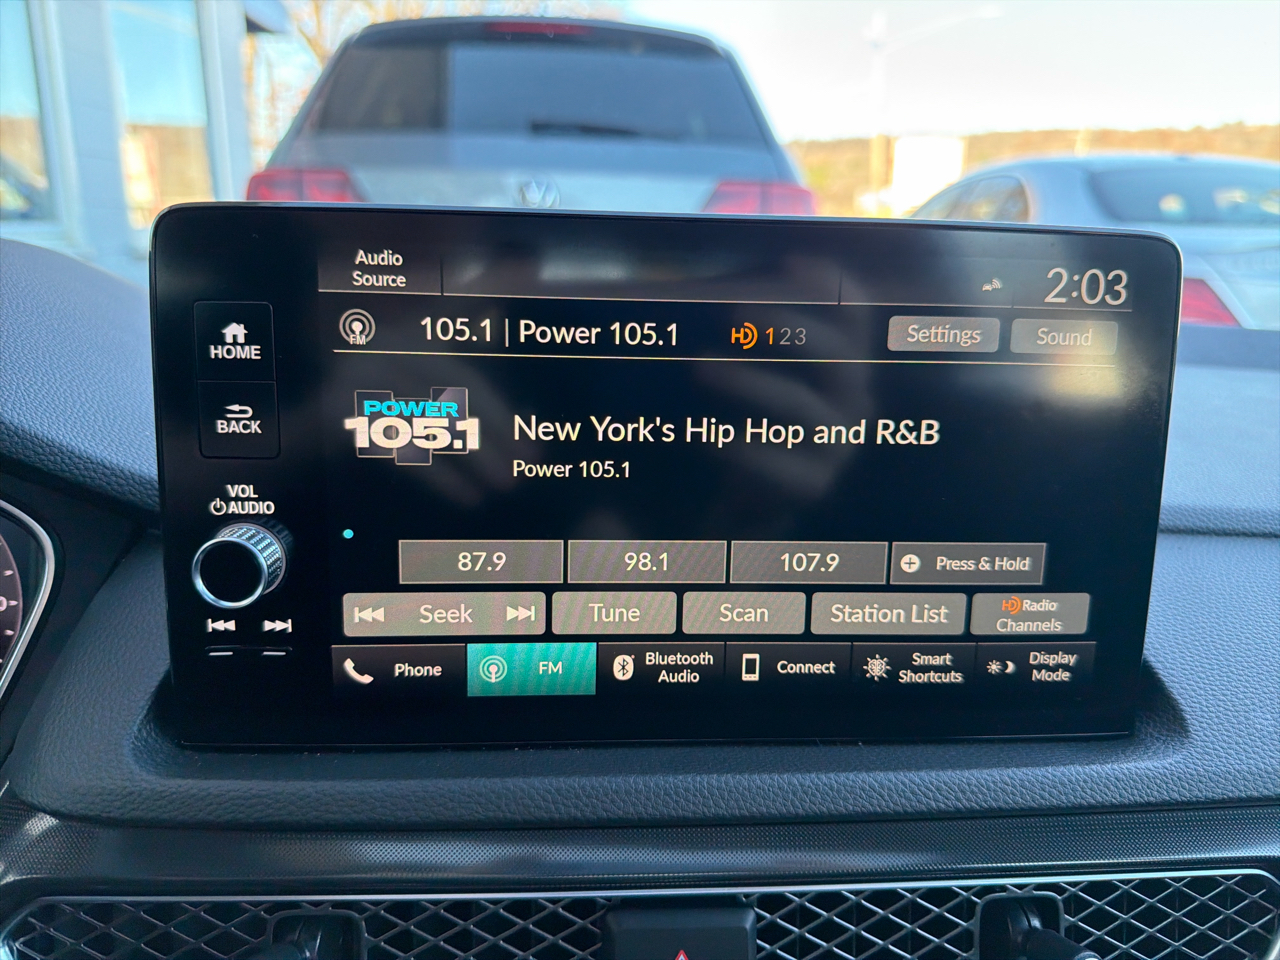 Audio
Source
2:03
HOME
BACK
VOL
AUDIO
FM
105.1 | Power 105.1
HD 1 2 3
Settings
Sound
POWER
105.1
New York's Hip Hop and R&B
Power 105.1
87.9
98.1
107.9
Press & Hold
Seek
Tune
Scan
Station List
HD Radio
Channels
Phone
FM
Bluetooth
Audio
Connect
Smart
Shortcuts
Display
Mode